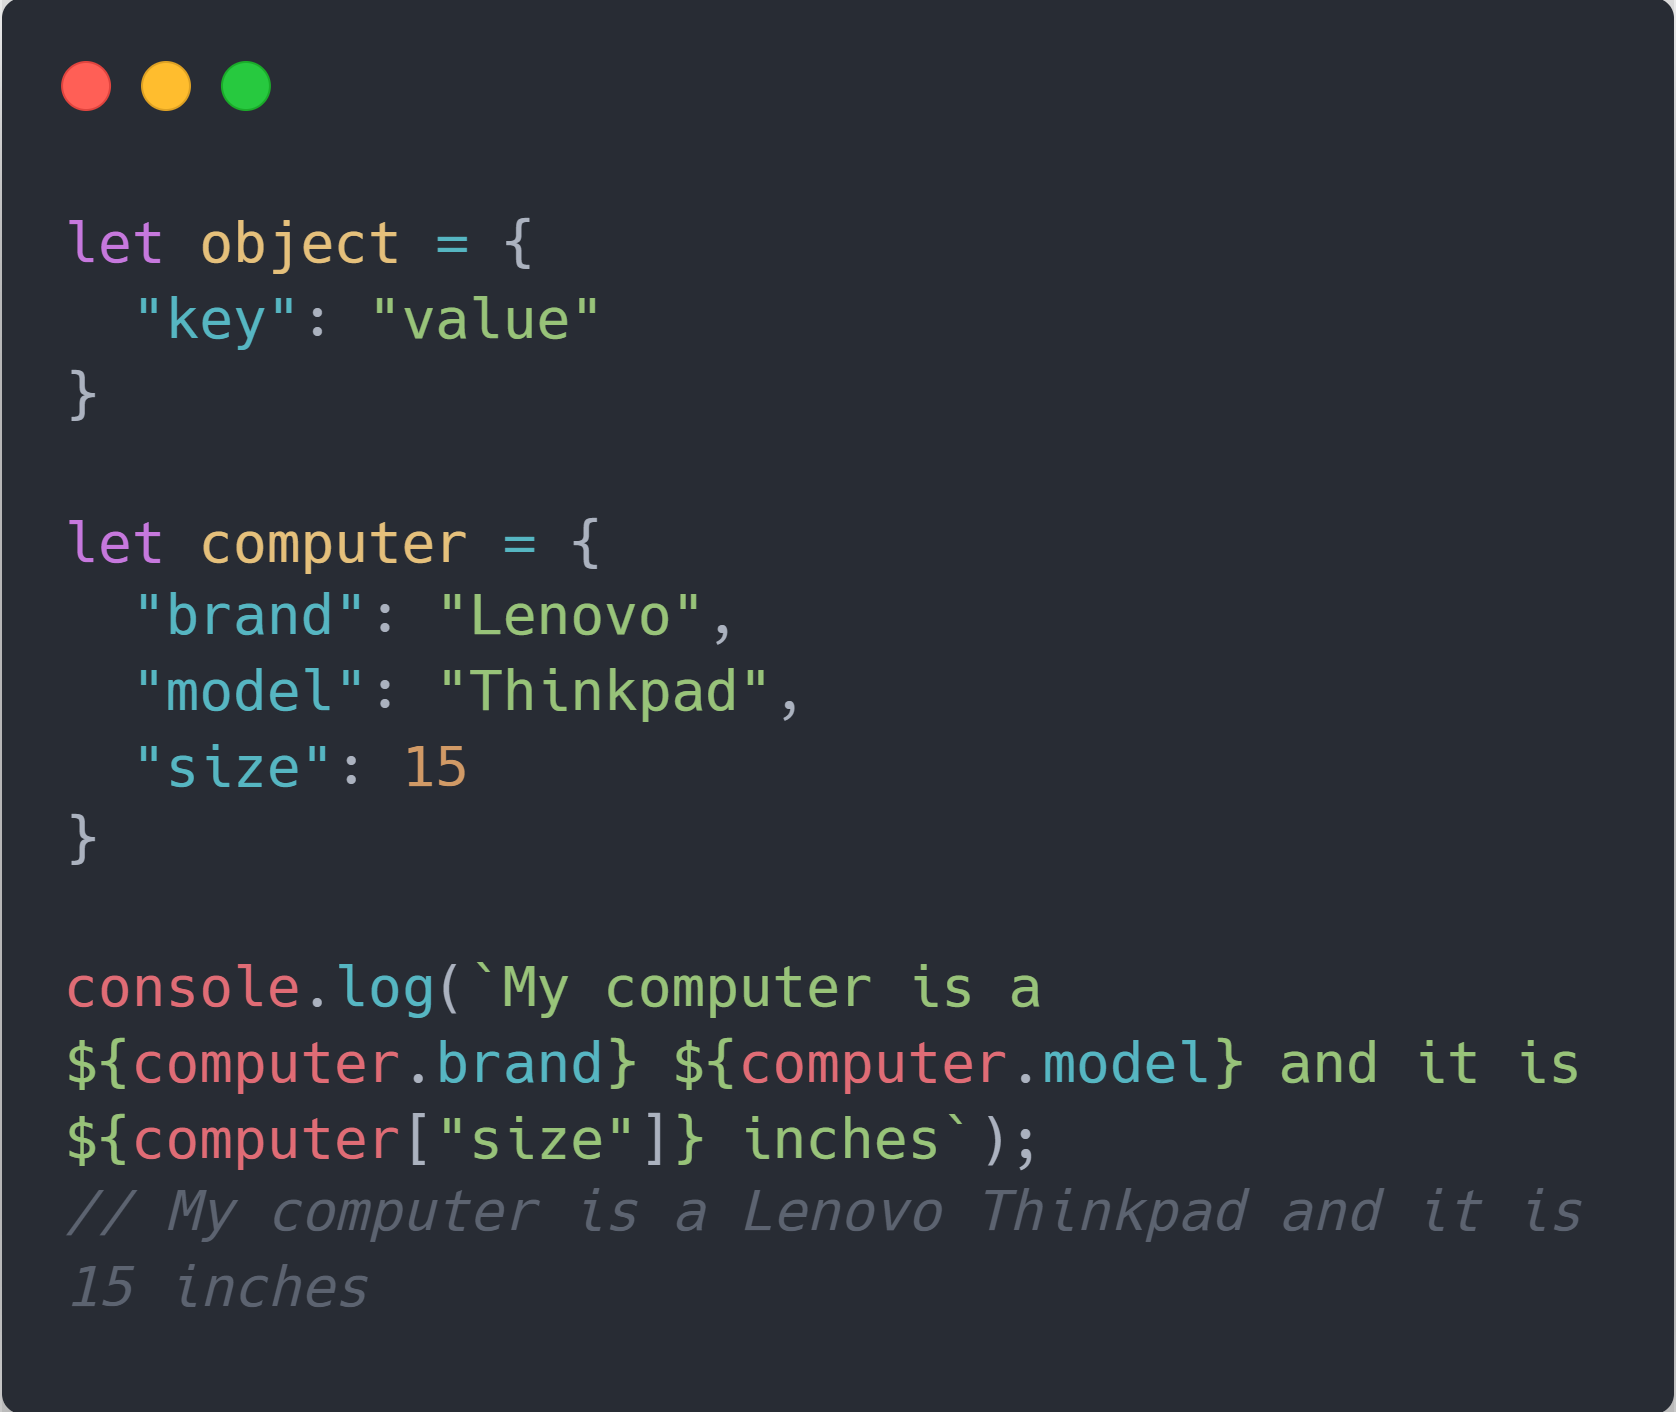 let object = {
  "key": "value"
}

let computer = {
  "brand": "Lenovo",
  "model": "Thinkpad",
  "size": 15
}

console.log(`My computer is a
${computer.brand} ${computer.model} and it is
${computer["size"]} inches`);
// My computer is a Lenovo Thinkpad and it is
15 inches